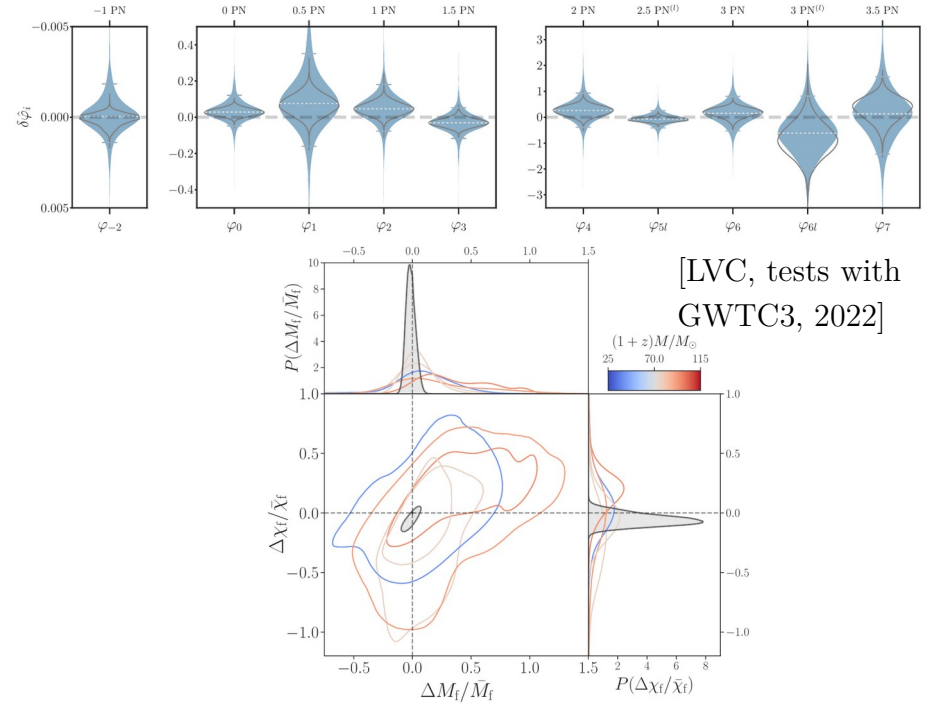 −1 PN
0 PN 0.5 PN 1 PN 1.5 PN
2 PN 2.5 PN⁽ˡ⁾ 3 PN 3 PN⁽ˡ⁾ 3.5 PN
−0.005
0.000
0.005
δφ̂ᵢ
0.4
0.2
0.0
−0.2
−0.4
3
2
1
0
−1
−2
−3
φ₋₂
φ₀ φ₁ φ₂ φ₃
φ₄ φ₅ₗ φ₆ φ₆ₗ φ₇
−0.5 0.0 0.5 1.0 1.5
[LVC, tests with
GWTC3, 2022]
10
8
6
4
2
P(ΔM_f/M̄_f)
(1 + z)M/M⊙
25 70.0 115
1.0
0.5
0.0
−0.5
−1.0
Δχ_f/χ̄_f
1.0
0.5
0.0
−0.5
−1.0
−0.5 0.0 0.5 1.0 1.5
2 4 6 8
ΔM_f/M̄_f
P(Δχ_f/χ̄_f)